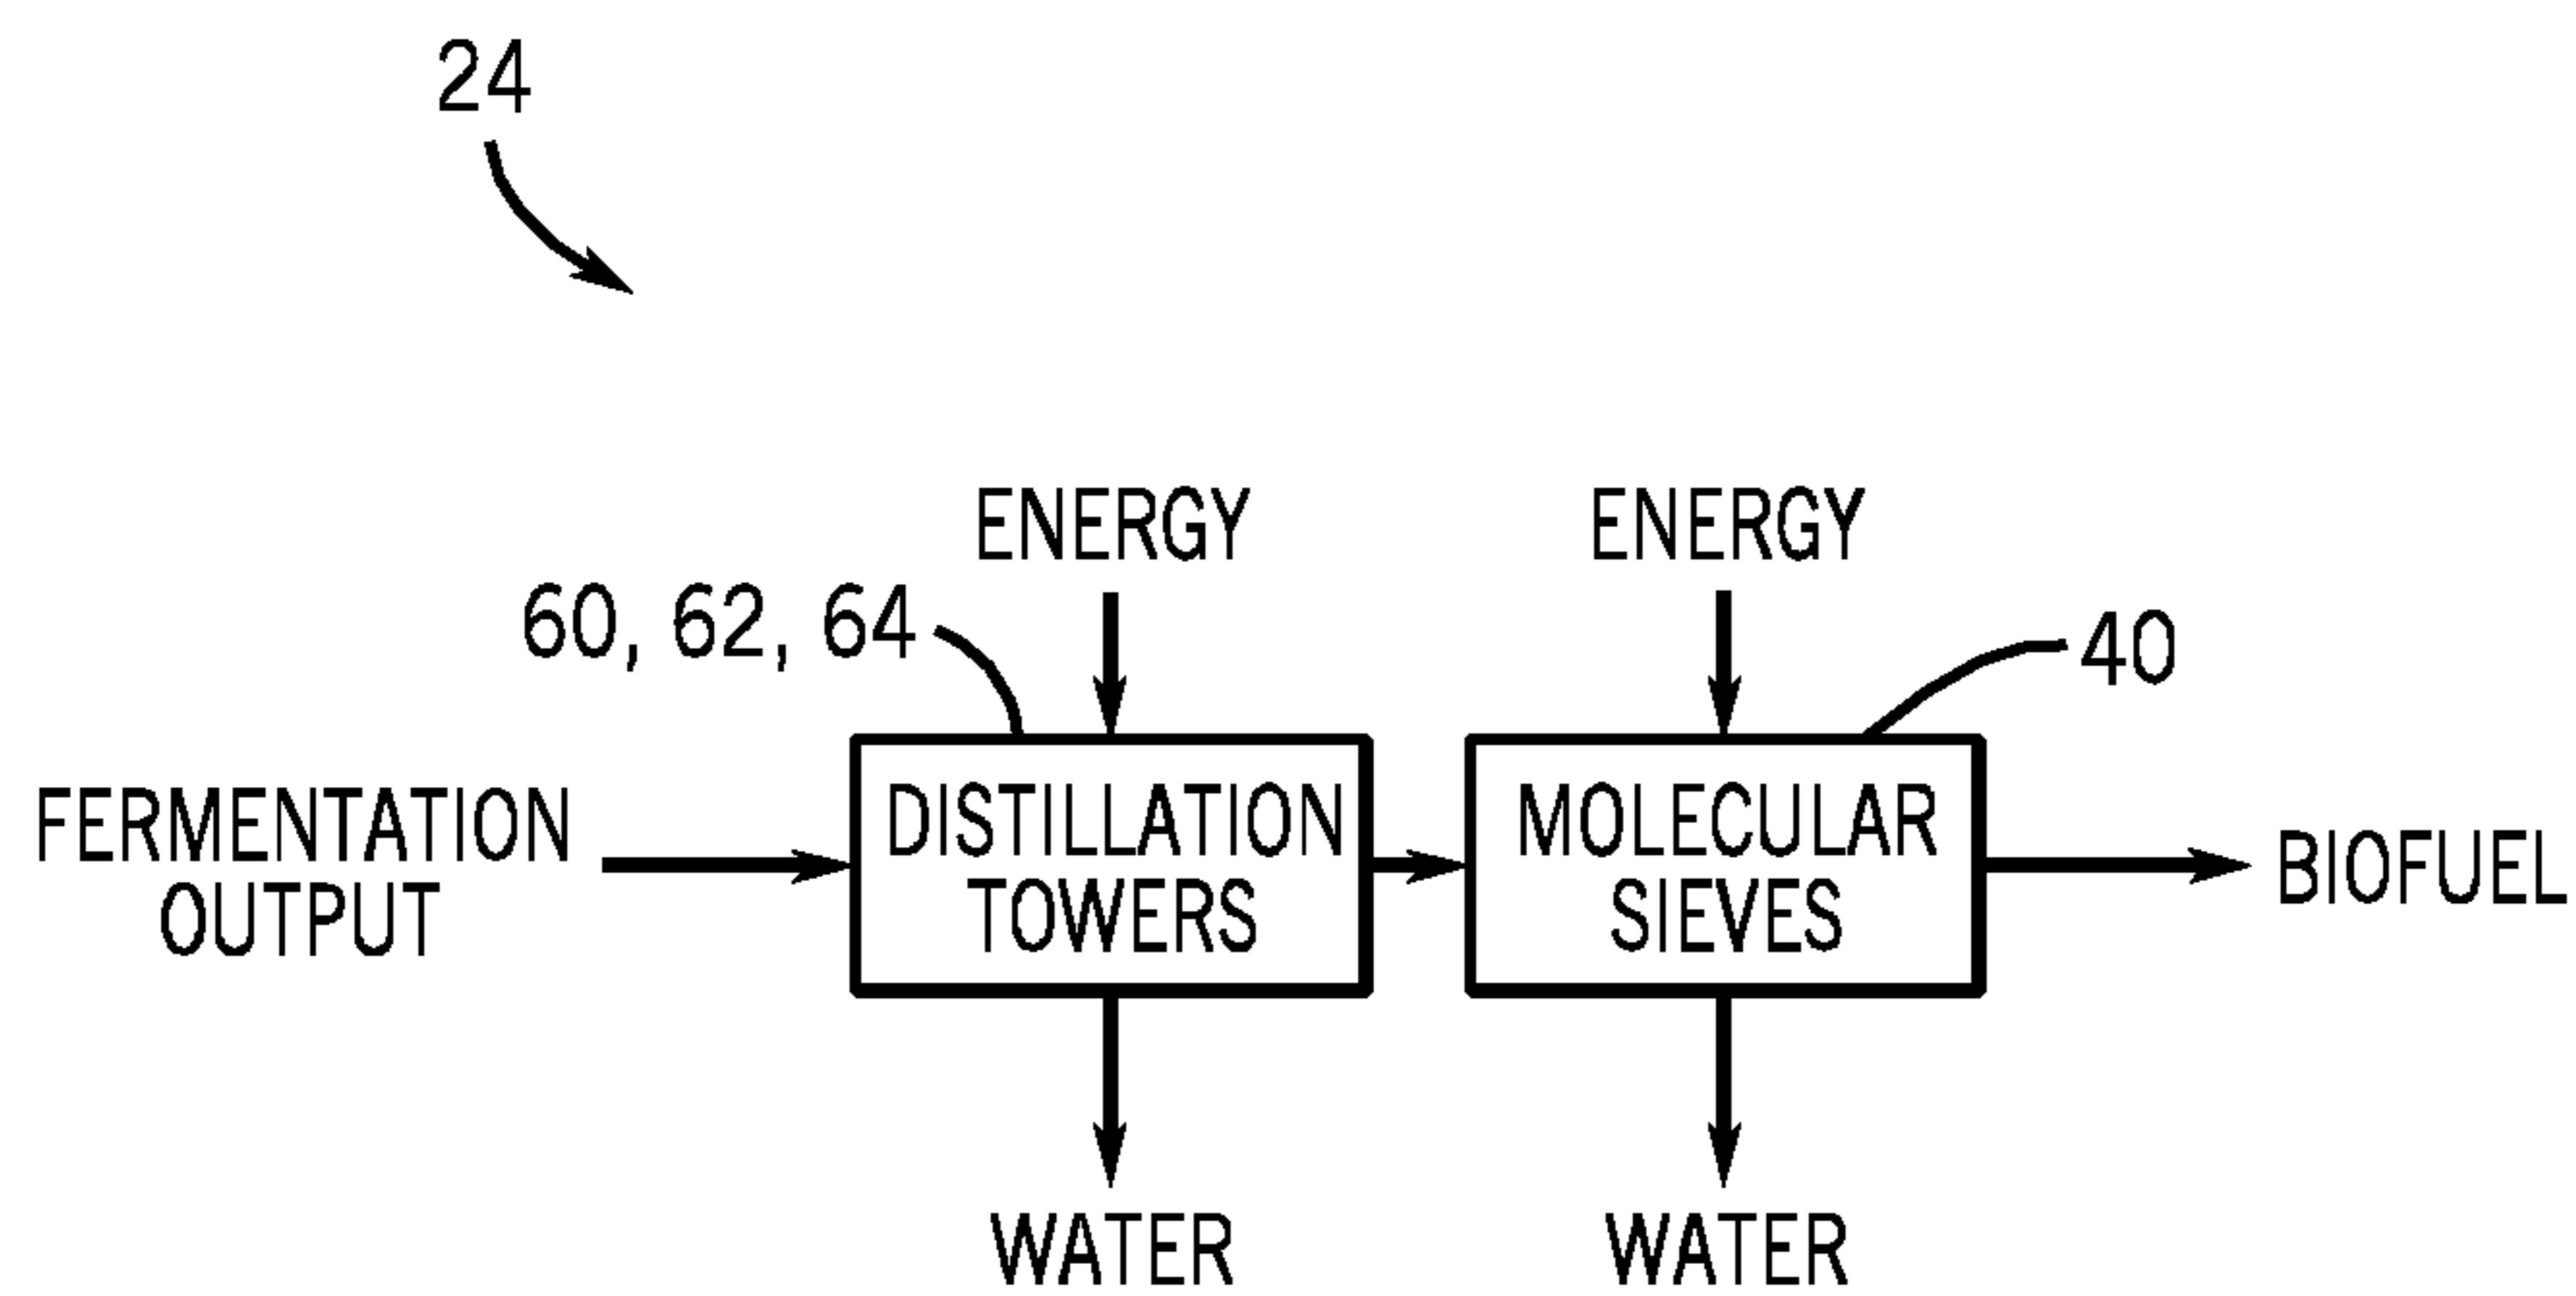 24
ENERGY
ENERGY
60, 62, 64
40
FERMENTATION
OUTPUT
DISTILLATION
TOWERS
MOLECULAR
SIEVES
BIOFUEL
WATER
WATER